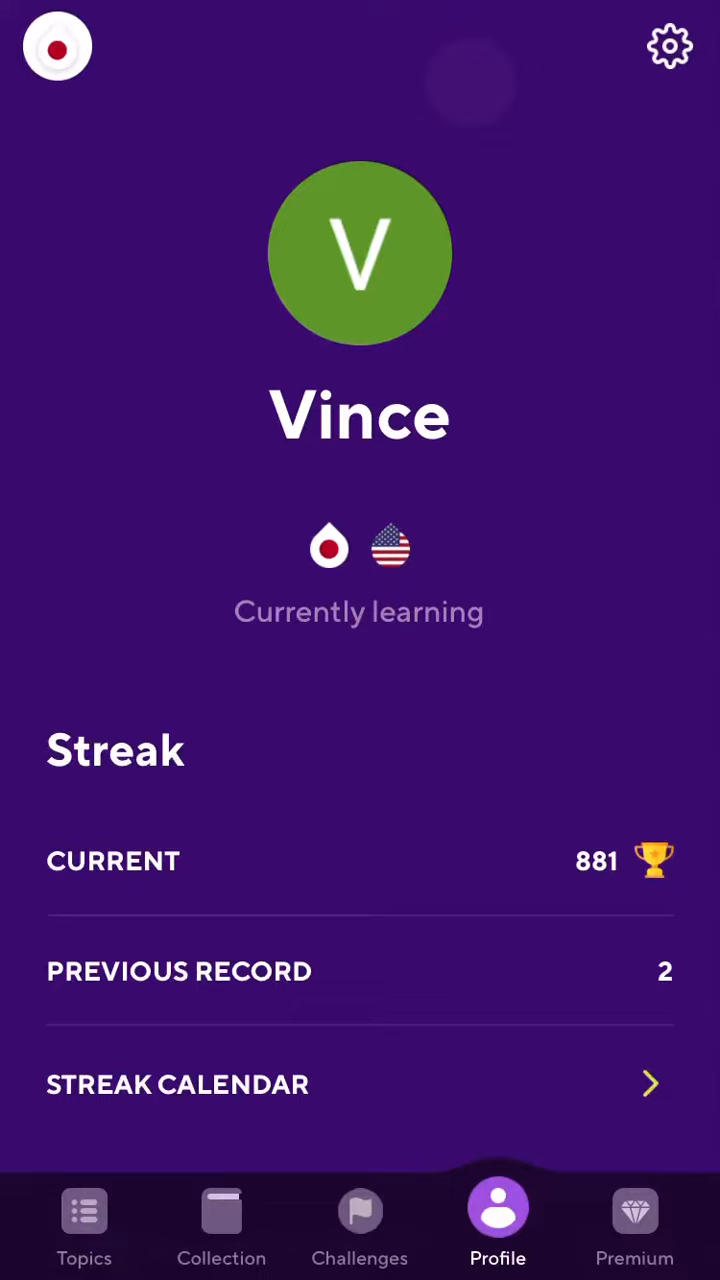 V
Vince
Currently learning
Streak
CURRENT 881
PREVIOUS RECORD 2
STREAK CALENDAR
Topics Collection Challenges Profile Premium